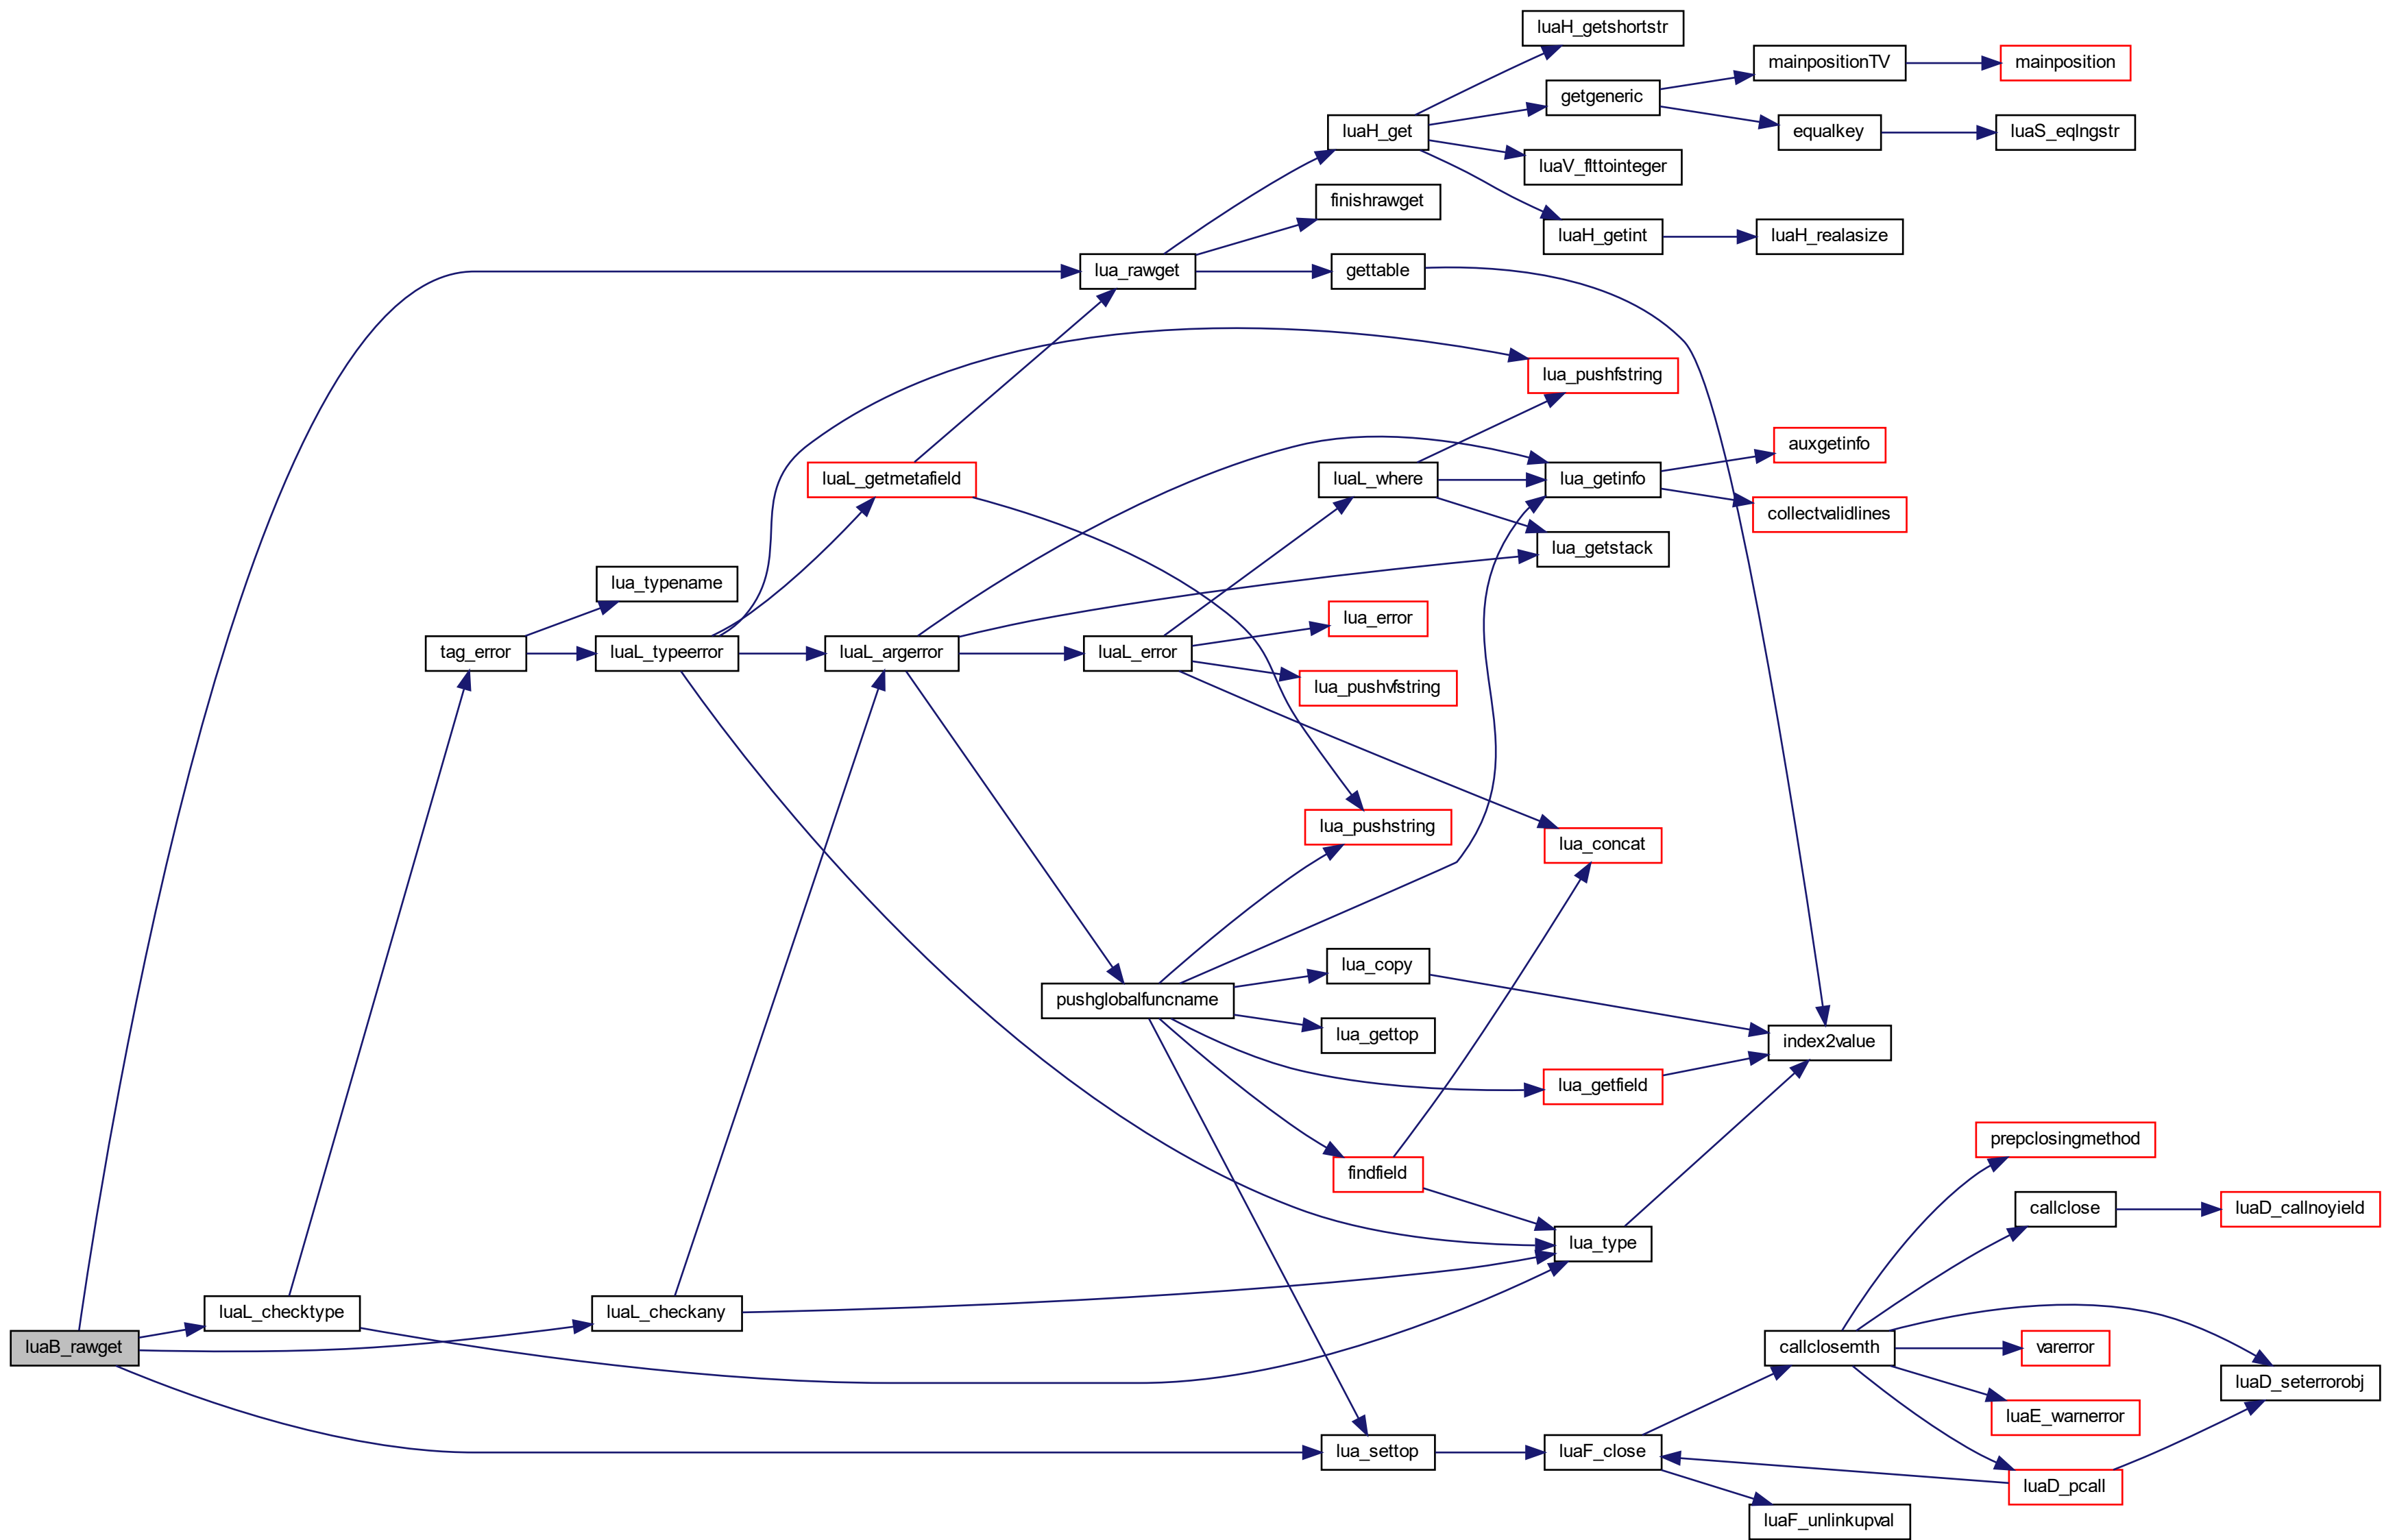 luaH_getshortstr
mainpositionTV
mainposition
getgeneric
luaH_get
equalkey
luaS_eqlngstr
luaV_flttointeger
finishrawget
luaH_getint
luaH_realasize
lua_rawget
gettable
lua_pushfstring
auxgetinfo
luaL_getmetafield
luaL_where
lua_getinfo
collectvalidlines
lua_getstack
lua_typename
lua_error
tag_error
luaL_typeerror
luaL_argerror
luaL_error
lua_pushvfstring
lua_pushstring
lua_concat
lua_copy
pushglobalfuncname
lua_gettop
index2value
lua_getfield
prepclosingmethod
findfield
callclose
luaD_callnoyield
lua_type
luaL_checktype
luaL_checkany
luaB_rawget
callclosemth
varerror
luaD_seterrorobj
luaE_warnerror
lua_settop
luaF_close
luaD_pcall
luaF_unlinkupval